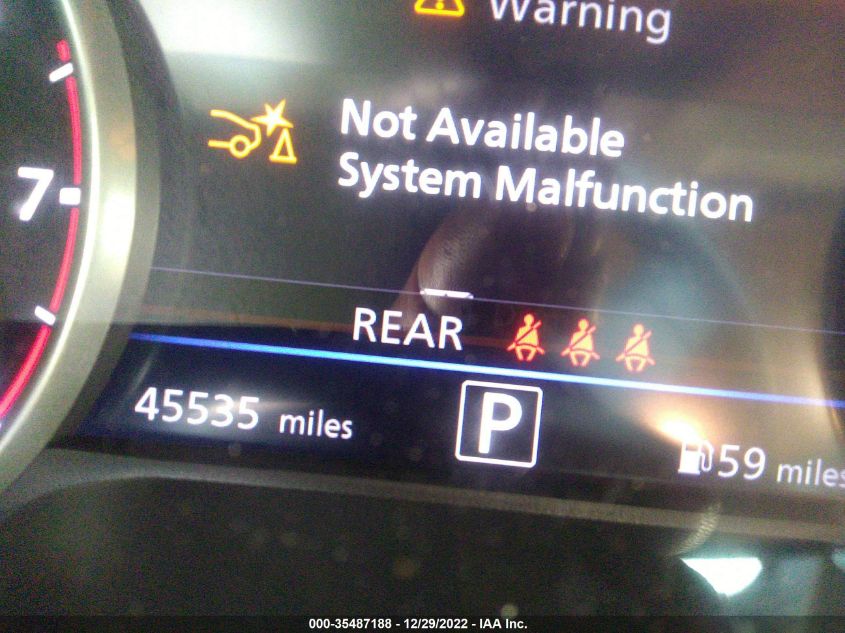 Warning
Not Available
System Malfunction
7
REAR
45535 miles
P
59 miles
000-35487188 - 12/29/2022 - IAA Inc.